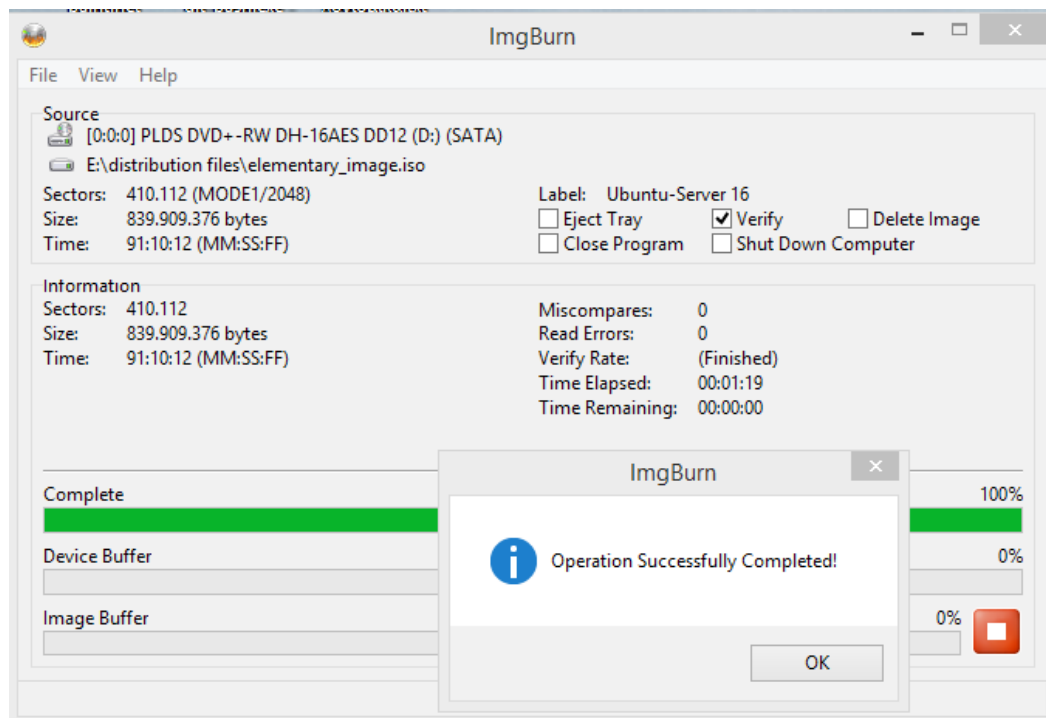 ImgBurn
File View Help
Source
[0:0:0] PLDS DVD+-RW DH-16AES DD12 (D:) (SATA)
E:\distribution files\elementary_image.iso
Sectors: 410.112 (MODE1/2048)
Size: 839.909.376 bytes
Time: 91:10:12 (MM:SS:FF)
Label: Ubuntu-Server 16
Eject Tray Verify Delete Image
Close Program Shut Down Computer
Information
Sectors: 410.112
Size: 839.909.376 bytes
Time: 91:10:12 (MM:SS:FF)
Miscompares: 0
Read Errors: 0
Verify Rate: (Finished)
Time Elapsed: 00:01:19
Time Remaining: 00:00:00
Complete 100%
Device Buffer 0%
Image Buffer 0%
ImgBurn
Operation Successfully Completed!
OK